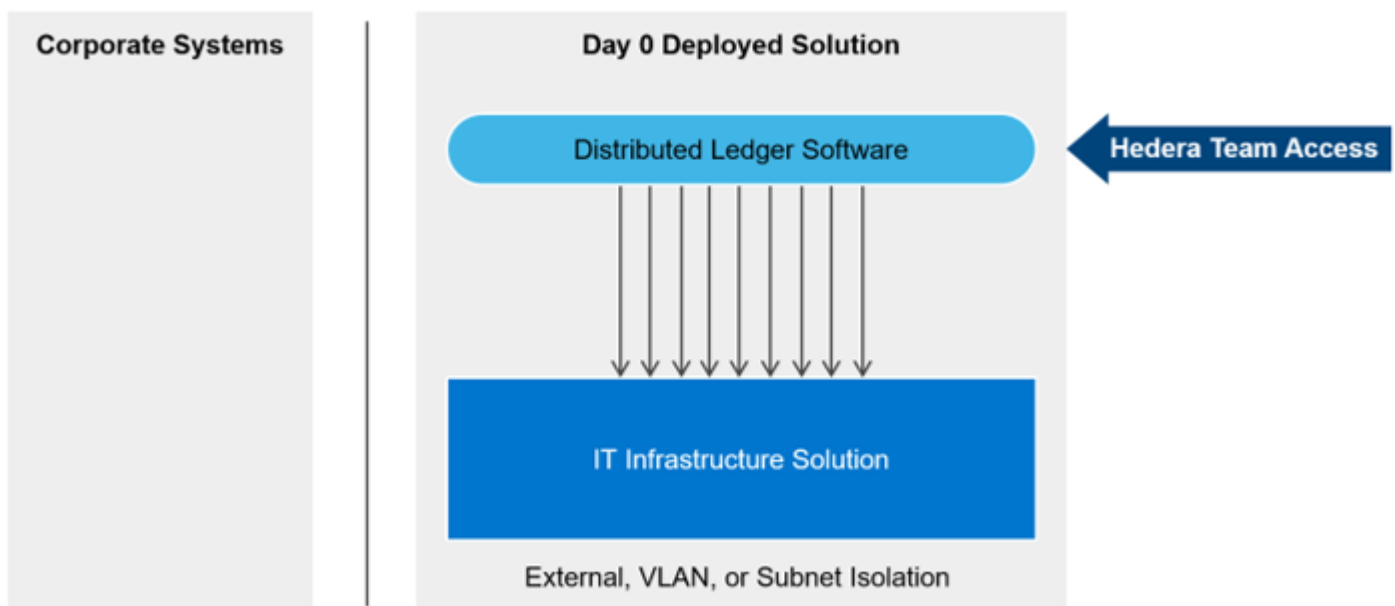 Corporate Systems
Day 0 Deployed Solution
Distributed Ledger Software
Hedera Team Access
IT Infrastructure Solution
External, VLAN, or Subnet Isolation